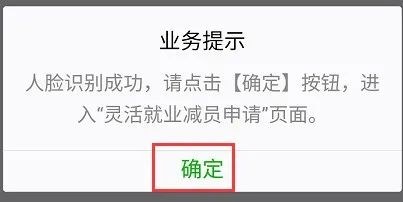 业务提示
人脸识别成功，请点击【确定】按钮，进
入“灵活就业减员申请”页面。
确定